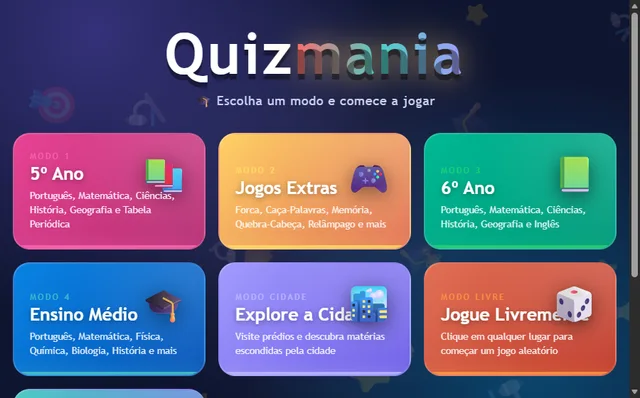 Quizmania
Escolha um modo e comece a jogar
MODO 1
5º Ano
Português, Matemática, Ciências,
História, Geografia e Tabela
Periódica
MODO 2
Jogos Extras
Forca, Caça-Palavras, Memória,
Quebra-Cabeça, Relâmpago e mais
MODO 3
6º Ano
Português, Matemática, Ciências,
História, Geografia e Inglês
MODO 4
Ensino Médio
Português, Matemática, Física,
Química, Biologia, História e mais
MODO CIDADE
Explore a Cidade
Visite prédios e descubra matérias
escondidas pela cidade
MODO LIVRE
Jogue Livremente
Clique em qualquer lugar para
começar um jogo aleatório